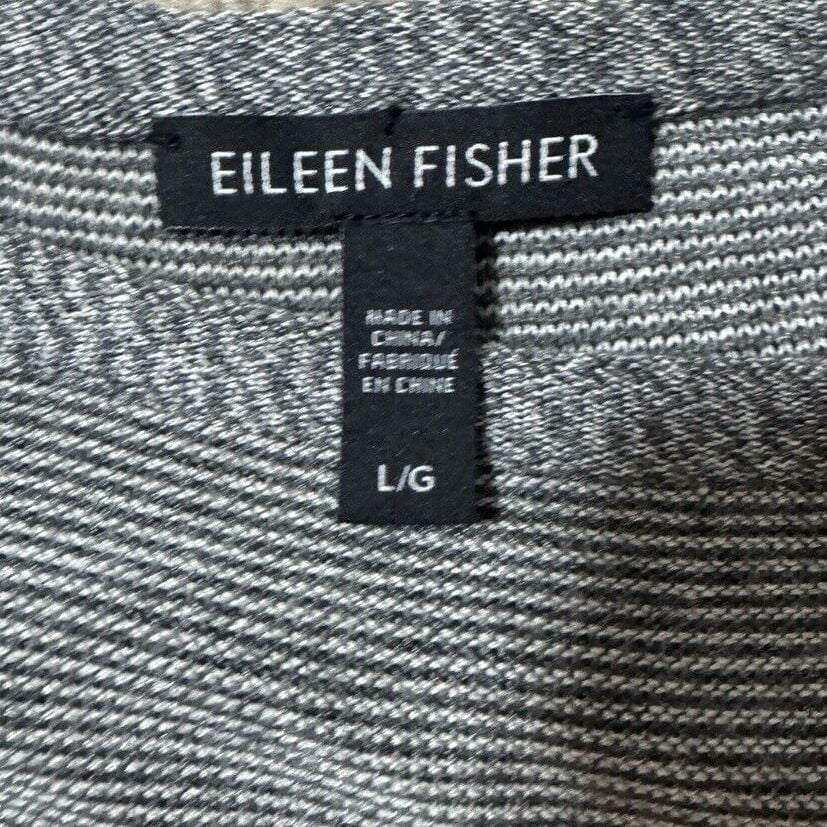 EILEEN FISHER
MADE IN
CHINA/
FABRIQUÉ
EN CHINE
L/G